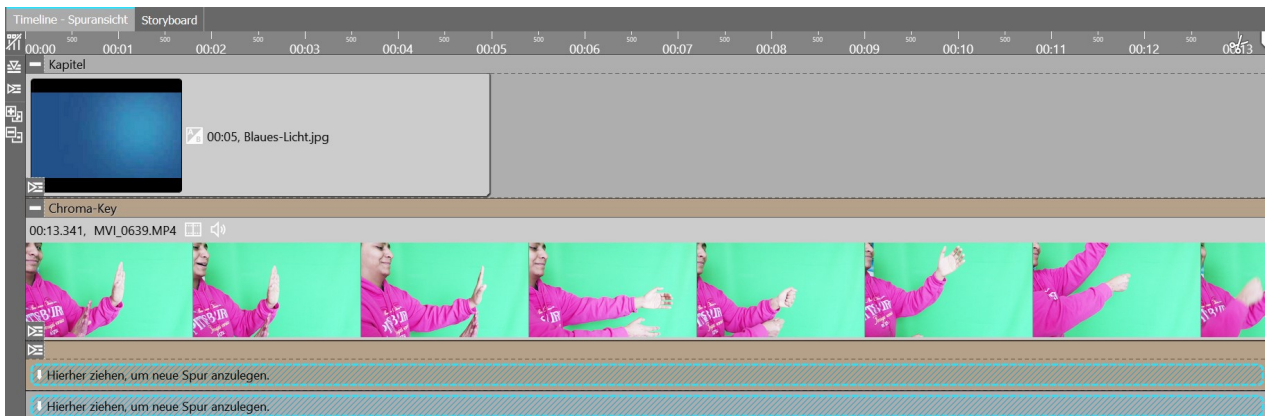 Timeline - Spuransicht Storyboard
500 500 500 500 500 500 500 500 500 500 500 500 500
00:00 00:01 00:02 00:03 00:04 00:05 00:06 00:07 00:08 00:09 00:10 00:11 00:12
Kapitel
A B 00:05, Blaues-Licht.jpg
Chroma-Key
00:13.341, MVI_0639.MP4
Hierher ziehen, um neue Spur anzulegen.
Hierher ziehen, um neue Spur anzulegen.